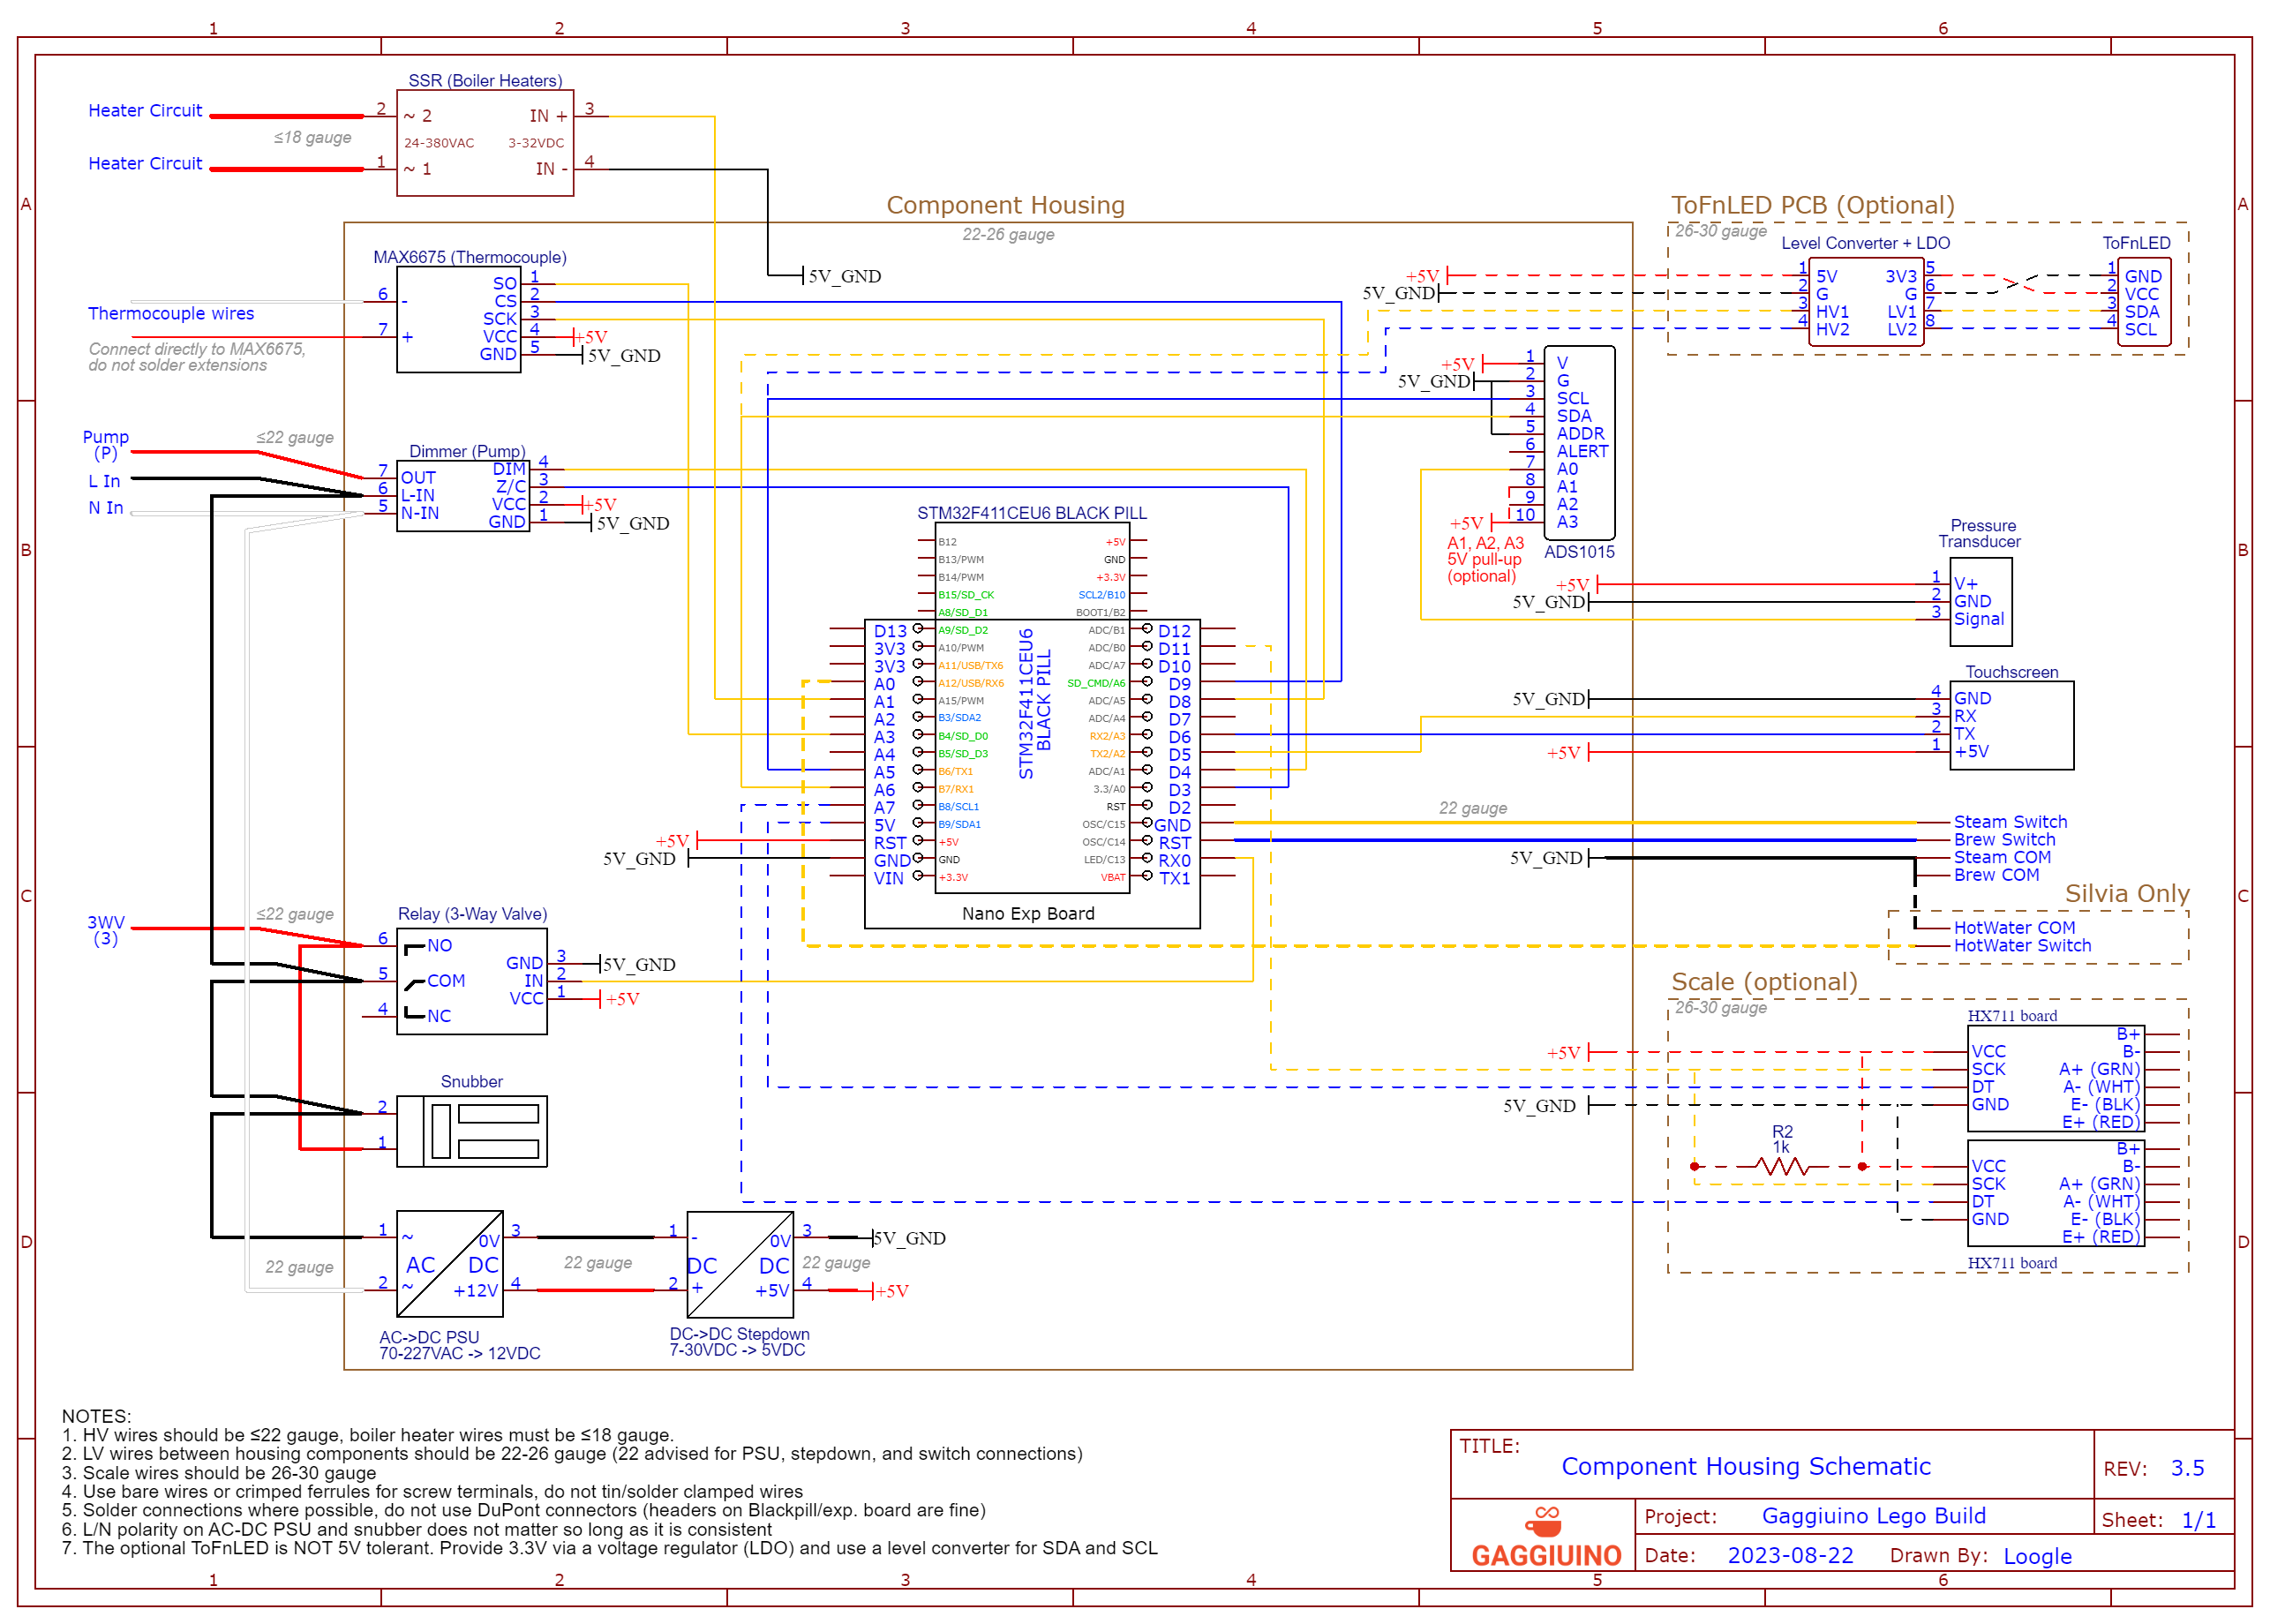 1 2 3 4 5 6
A
B
C
D
A
B
C
D
SSR (Boiler Heaters)
Heater Circuit
2
~ 2
IN +
3
≤18 gauge
24-380VAC
3-32VDC
Heater Circuit
1
~ 1
IN -
4
5V_GND
Component Housing
22-26 gauge
MAX6675 (Thermocouple)
SO 1
CS 2
SCK 3
VCC 4 +5V
GND 5 5V_GND
6 -
Thermocouple wires
7 +
Connect directly to MAX6675,
do not solder extensions
Pump
(P)
≤22 gauge
L In
N In
Dimmer (Pump)
7 OUT
6 L-IN
5 N-IN
DIM 4
Z/C 3
VCC 2 +5V
GND 1 5V_GND
STM32F411CEU6 BLACK PILL
B12
B13/PWM
B14/PWM
B15/SD_CK
A8/SD_D1
A9/SD_D2
A10/PWM
A11/USB/TX6
A12/USB/RX6
A15/PWM
B3/SDA2
B4/SD_D0
B5/SD_D3
B6/TX1
B7/RX1
B8/SCL1
B9/SDA1
+5V
GND
+3.3V
+5V
GND
+3.3V
SCL2/B10
BOOT1/B2
ADC/B1
ADC/B0
ADC/A7
SD_CMD/A6
ADC/A5
ADC/A4
RX2/A3
TX2/A2
ADC/A1
3.3/A0
RST
OSC/C15
OSC/C14
LED/C13
VBAT
STM32F411CEU6
BLACK PILL
D13
3V3
3V3
A0
A1
A2
A3
A4
A5
A6
A7
5V
RST
GND
VIN
D12
D11
D10
D9
D8
D7
D6
D5
D4
D3
D2
GND
RST
RX0
TX1
+5V
5V_GND
Nano Exp Board
3WV
(3)
≤22 gauge
Relay (3-Way Valve)
6 NO
5 COM
4 NC
GND 3 5V_GND
IN 2
VCC 1 +5V
Snubber
2
1
1 ~
AC
2 ~
0V 3
DC
+12V 4
22 gauge
22 gauge
AC->DC PSU
70-227VAC -> 12VDC
1 -
DC
2 +
0V 3
DC
+5V 4
22 gauge
5V_GND
+5V
DC->DC Stepdown
7-30VDC -> 5VDC
ToFnLED PCB (Optional)
26-30 gauge
Level Converter + LDO
ToFnLED
+5V
5V_GND
1 5V
2 G
3 HV1
4 HV2
3V3 5
G 6
LV1 7
LV2 8
1 GND
2 VCC
3 SDA
4 SCL
+5V
5V_GND
1 V
2 G
3 SCL
4 SDA
5 ADDR
6 ALERT
7 A0
8 A1
9 A2
10 A3
+5V
A1, A2, A3
5V pull-up
(optional)
ADS1015
Pressure
Transducer
+5V
5V_GND
1 V+
2 GND
3 Signal
Touchscreen
5V_GND
+5V
4 GND
3 RX
2 TX
1 +5V
22 gauge
5V_GND
Steam Switch
Brew Switch
Steam COM
Brew COM
Silvia Only
HotWater COM
HotWater Switch
Scale (optional)
26-30 gauge
HX711 board
+5V
5V_GND
VCC
SCK
DT
GND
B+
B-
A+ (GRN)
A- (WHT)
E- (BLK)
E+ (RED)
R2
1k
VCC
SCK
DT
GND
B+
B-
A+ (GRN)
A- (WHT)
E- (BLK)
E+ (RED)
HX711 board
NOTES:
1. HV wires should be ≤22 gauge, boiler heater wires must be ≤18 gauge.
2. LV wires between housing components should be 22-26 gauge (22 advised for PSU, stepdown, and switch connections)
3. Scale wires should be 26-30 gauge
4. Use bare wires or crimped ferrules for screw terminals, do not tin/solder clamped wires
5. Solder connections where possible, do not use DuPont connectors (headers on Blackpill/exp. board are fine)
6. L/N polarity on AC-DC PSU and snubber does not matter so long as it is consistent
7. The optional ToFnLED is NOT 5V tolerant. Provide 3.3V via a voltage regulator (LDO) and use a level converter for SDA and SCL
TITLE:
Component Housing Schematic
REV: 3.5
GAGGIUINO
Project: Gaggiuino Lego Build
Sheet: 1/1
Date: 2023-08-22 Drawn By: Loogle
1 2 3 4 5 6